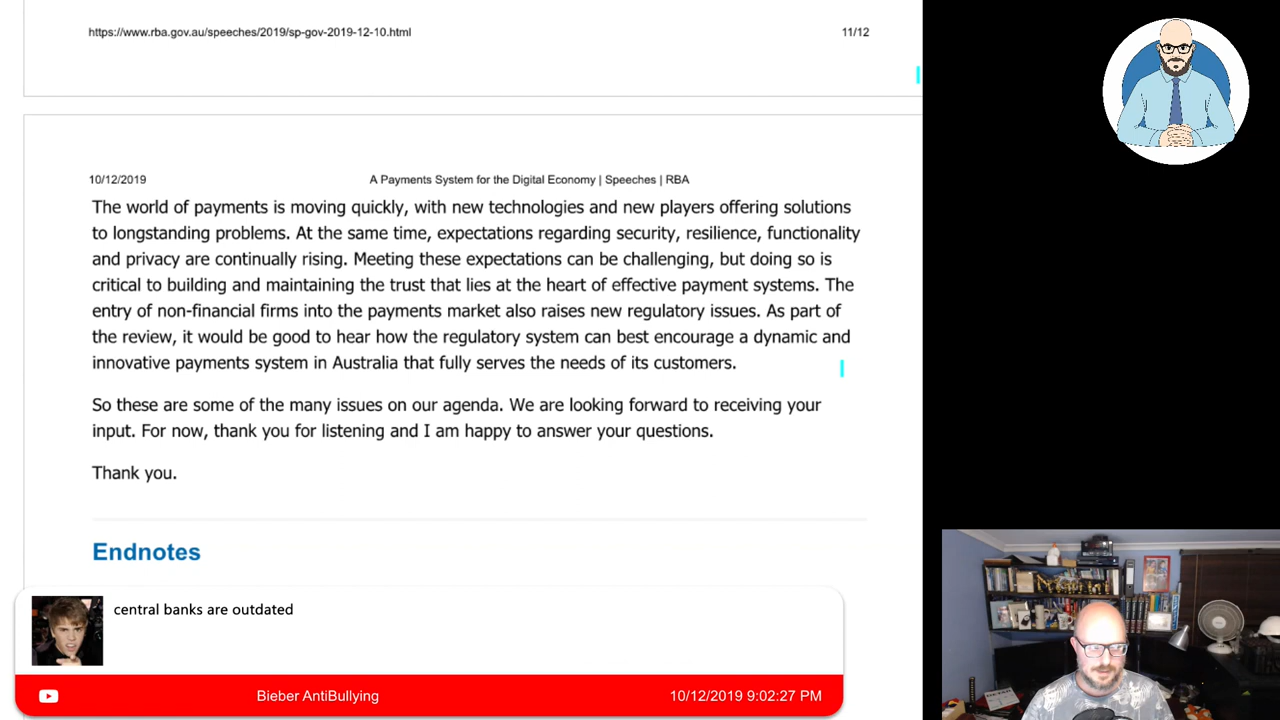 https://www.rba.gov.au/speeches/2019/sp-gov-2019-12-10.html 11/12
10/12/2019 A Payments System for the Digital Economy | Speeches | RBA
The world of payments is moving quickly, with new technologies and new players offering solutions
to longstanding problems. At the same time, expectations regarding security, resilience, functionality
and privacy are continually rising. Meeting these expectations can be challenging, but doing so is
critical to building and maintaining the trust that lies at the heart of effective payment systems. The
entry of non-financial firms into the payments market also raises new regulatory issues. As part of
the review, it would be good to hear how the regulatory system can best encourage a dynamic and
innovative payments system in Australia that fully serves the needs of its customers.
So these are some of the many issues on our agenda. We are looking forward to receiving your
input. For now, thank you for listening and I am happy to answer your questions.
Thank you.
Endnotes
central banks are outdated
Bieber AntiBullying 10/12/2019 9:02:27 PM